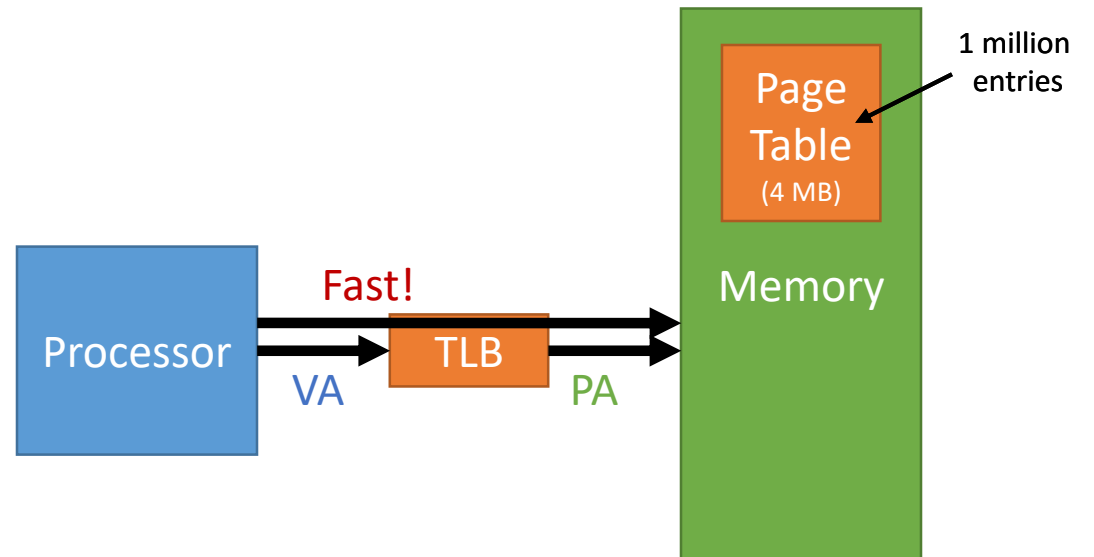 1 million
entries
Page
Table
(4 MB)
Memory
Fast!
Processor
TLB
VA
PA